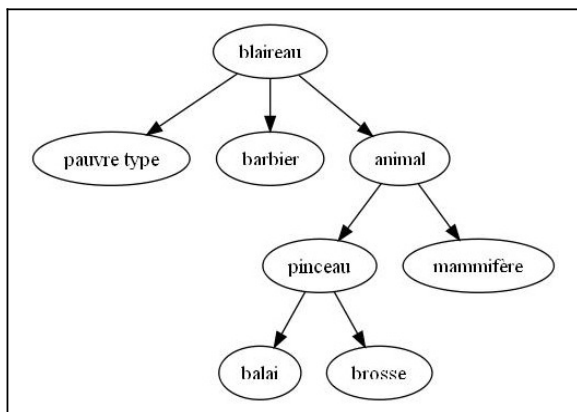 blaireau
pauvre type
barbier
animal
pinceau
mammifère
balai
brosse